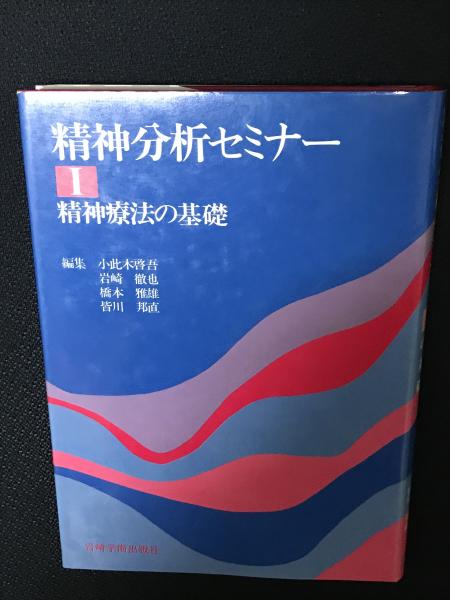 精神分析セミナー
I
精神療法の基礎
編集 小此木啓吾
岩崎 徹也
橋本 雅雄
皆川 邦直
岩崎学術出版社